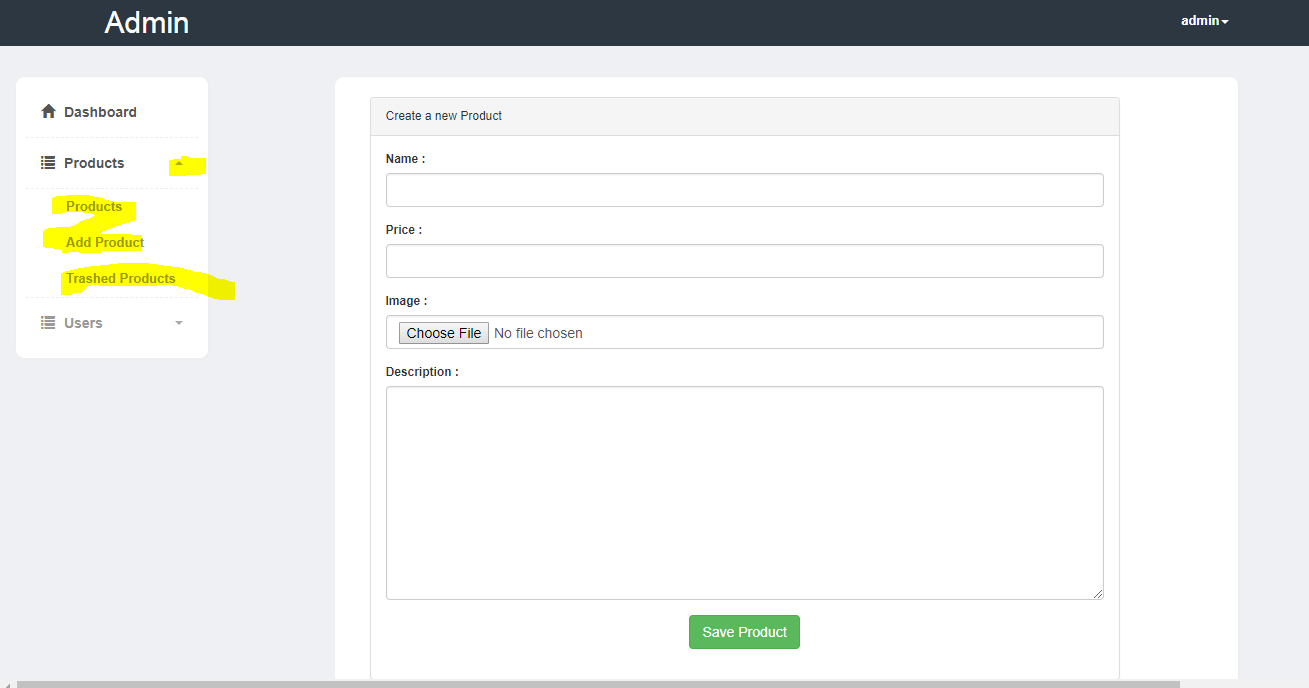 Admin
admin
Dashboard
Products
Products
Add Product
Trashed Products
Users
Create a new Product
Name :
Price :
Image :
Choose File No file chosen
Description :
Save Product